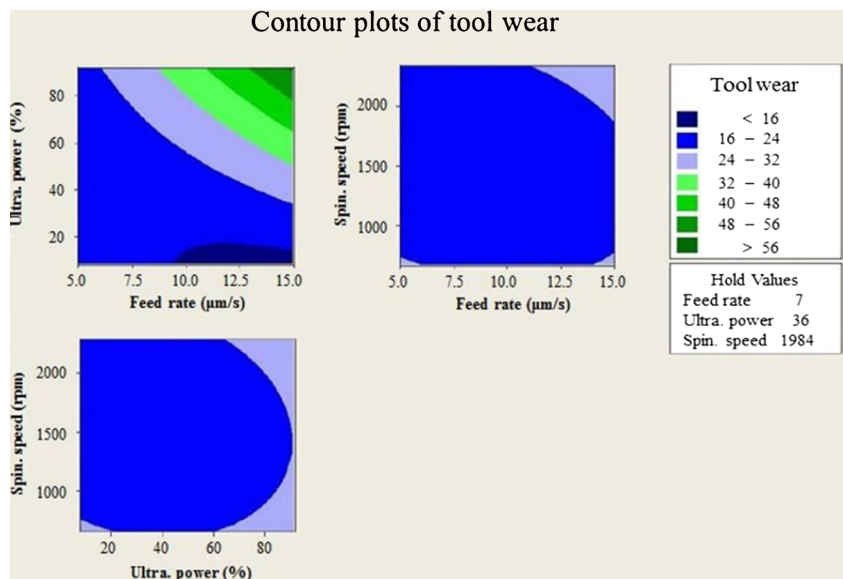 Contour plots of tool wear
80
60
40
20
Ultra. power (%)
5.0 7.5 10.0 12.5 15.0
Feed rate (µm/s)
2000
1500
1000
Spin. speed (rpm)
5.0 7.5 10.0 12.5 15.0
Feed rate (µm/s)
Tool wear
< 16
16 – 24
24 – 32
32 – 40
40 – 48
48 – 56
> 56
Hold Values
Feed rate 7
Ultra. power 36
Spin. speed 1984
2000
1500
1000
Spin. speed (rpm)
20 40 60 80
Ultra. power (%)